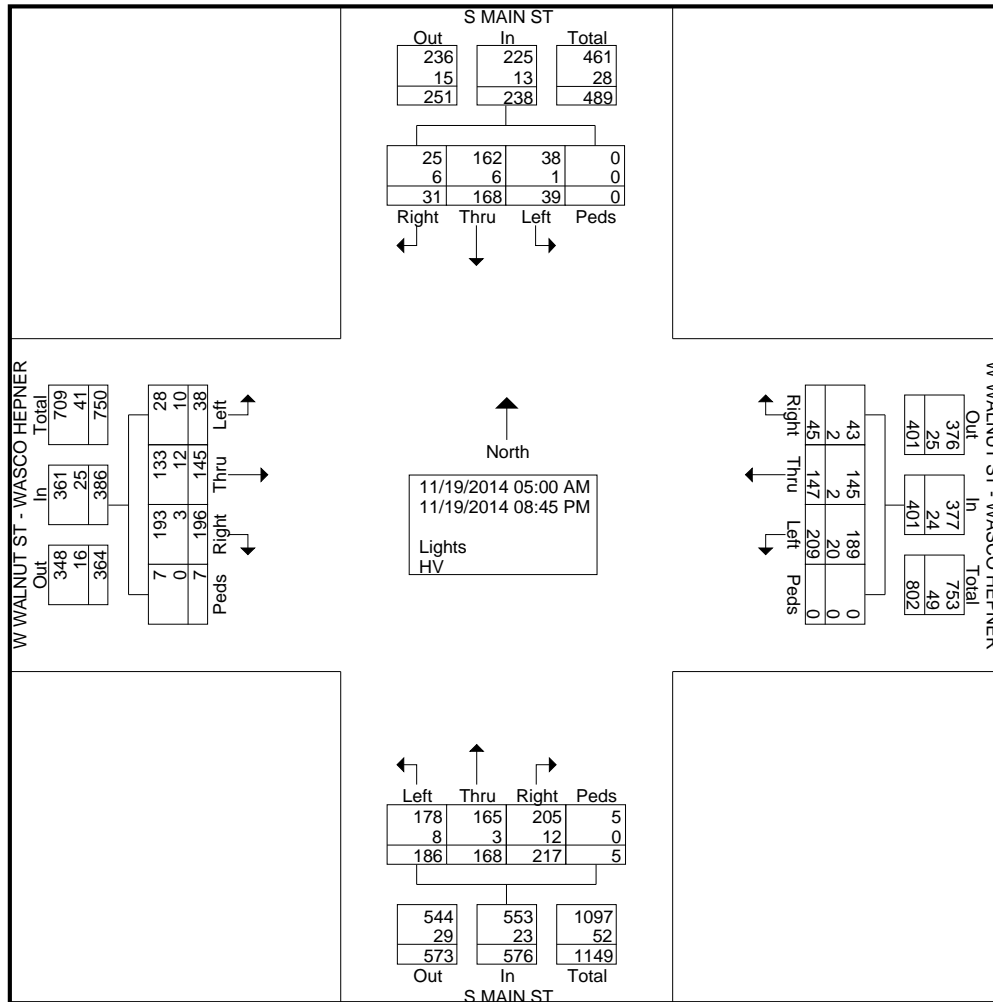 S MAIN ST
Out In Total
236 225 461
15 13 28
251 238 489
25 162 38 0
6 6 1 0
31 168 39 0
Right Thru Left Peds
W WALNUT ST - WASCO HEPNER
Total In Out
709 361 348
41 25 16
750 386 364
28 133 193 7
10 12 3 0
38 145 196 7
Left Thru Right Peds
North
11/19/2014 05:00 AM
11/19/2014 08:45 PM
Lights
HV
W WALNUT ST - WASCO HEPNER
Out In Total
376 377 753
25 24 49
401 401 802
43 145 189 0
2 2 20 0
45 147 209 0
Right Thru Left Peds
Left Thru Right Peds
178 165 205 5
8 3 12 0
186 168 217 5
544 553 1097
29 23 52
573 576 1149
Out In Total
S MAIN ST